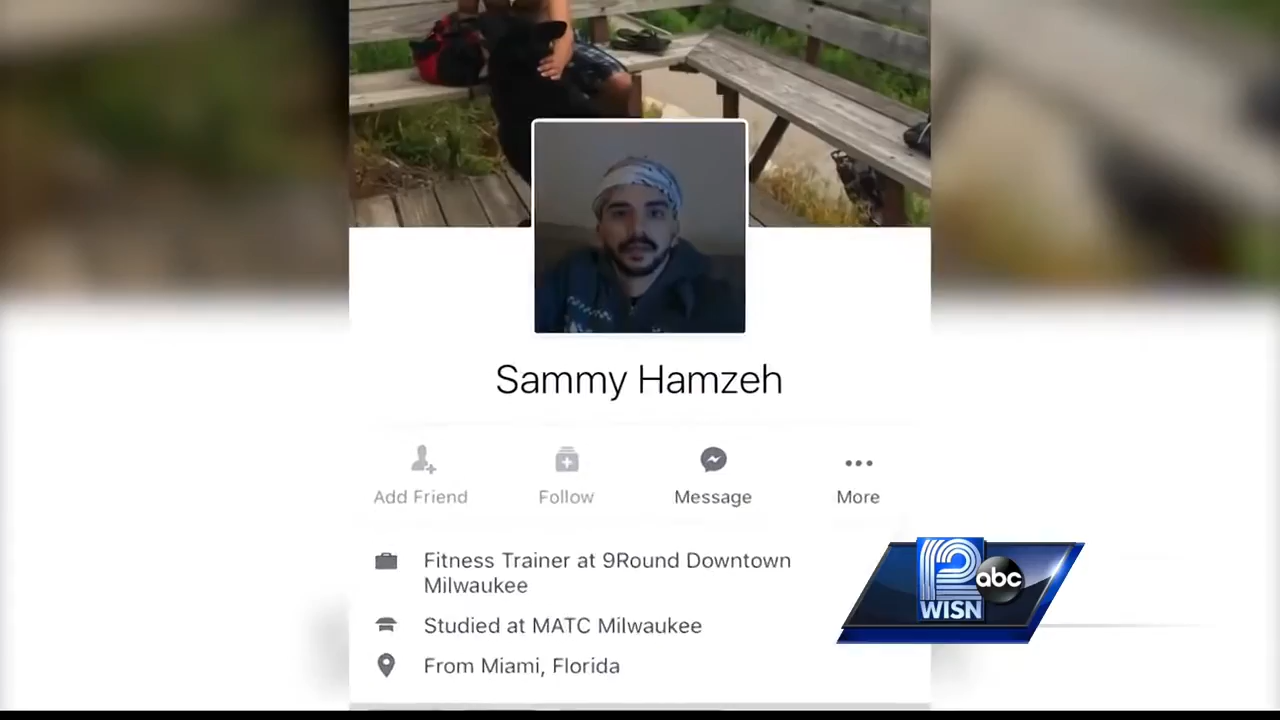 Sammy Hamzeh
Add Friend
Follow
Message
More
Fitness Trainer at 9Round Downtown
Milwaukee
Studied at MATC Milwaukee
From Miami, Florida
12
abc
WISN